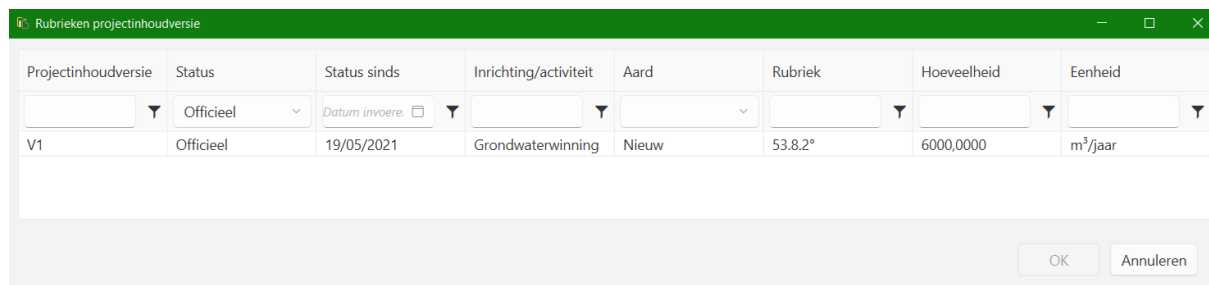 Rubrieken projectinhoudversie
Projectinhoudversie Status Status sinds Inrichting/activiteit Aard Rubriek Hoeveelheid Eenheid
Officieel Datum invoere
V1 Officieel 19/05/2021 Grondwaterwinning Nieuw 53.8.2° 6000,0000 m³/jaar
OK Annuleren